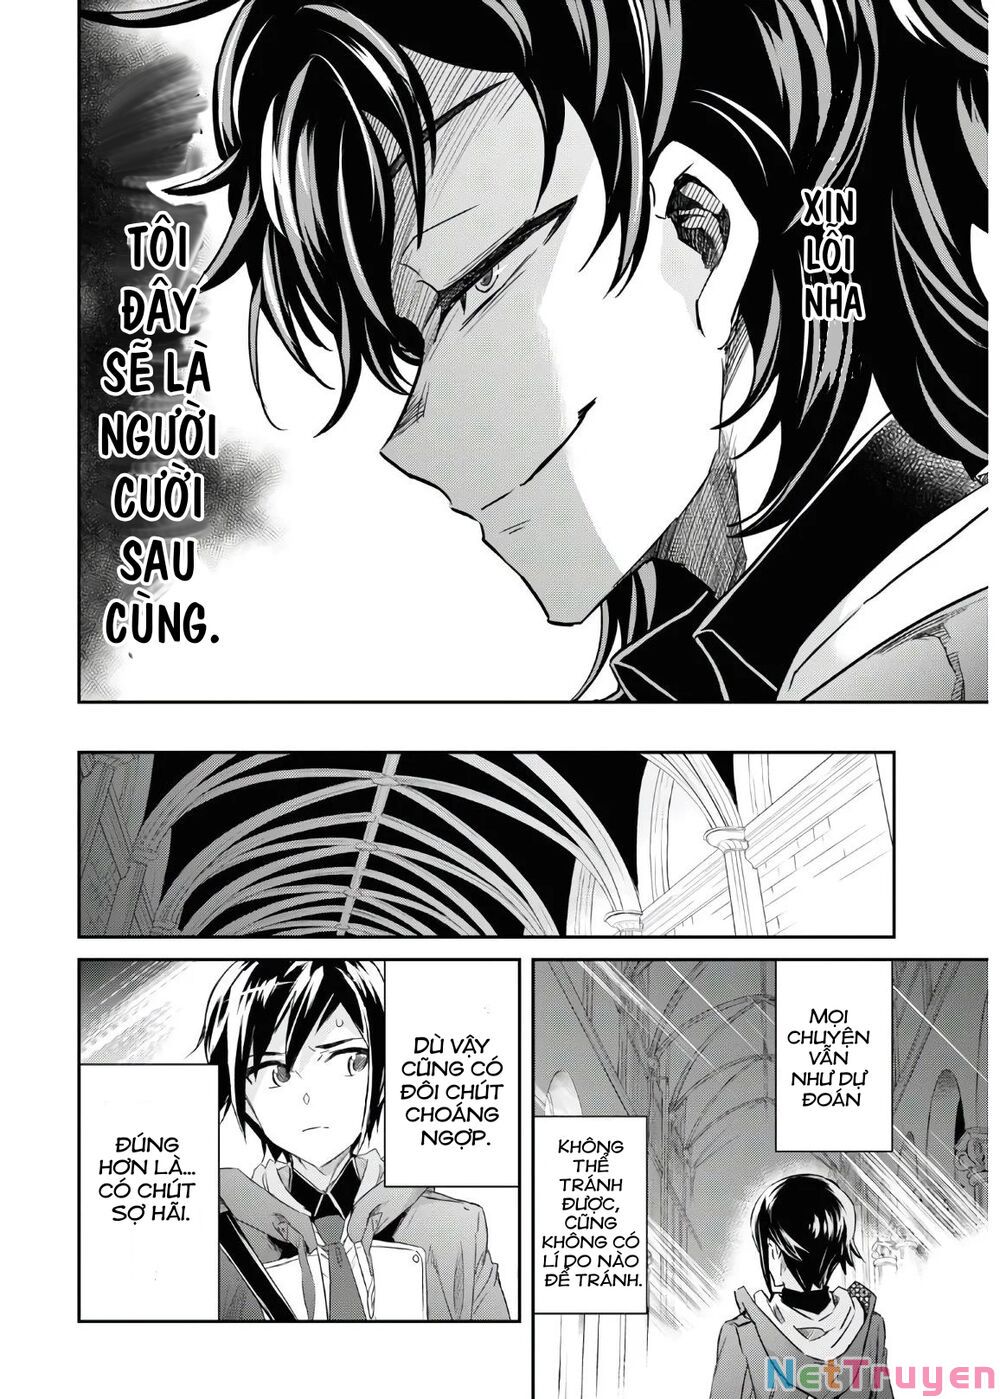 XIN
LỖI
NHA
TÔI
ĐÂY
SẼ LÀ
NGƯỜI
CƯỜI
SAU
CÙNG.
MỌI
CHUYỆN
VẪN
NHƯ DỰ
ĐOÁN
KHÔNG
THỂ
TRÁNH
ĐƯỢC,
CŨNG
KHÔNG CÓ
LÍ DO NÀO
ĐỂ TRÁNH.
DÙ VẬY
CŨNG CÓ
ĐÔI CHÚT
CHOÁNG
NGỢP.
ĐÚNG
HƠN LÀ...
CÓ CHÚT
SỢ HÃI.
NetTruyen